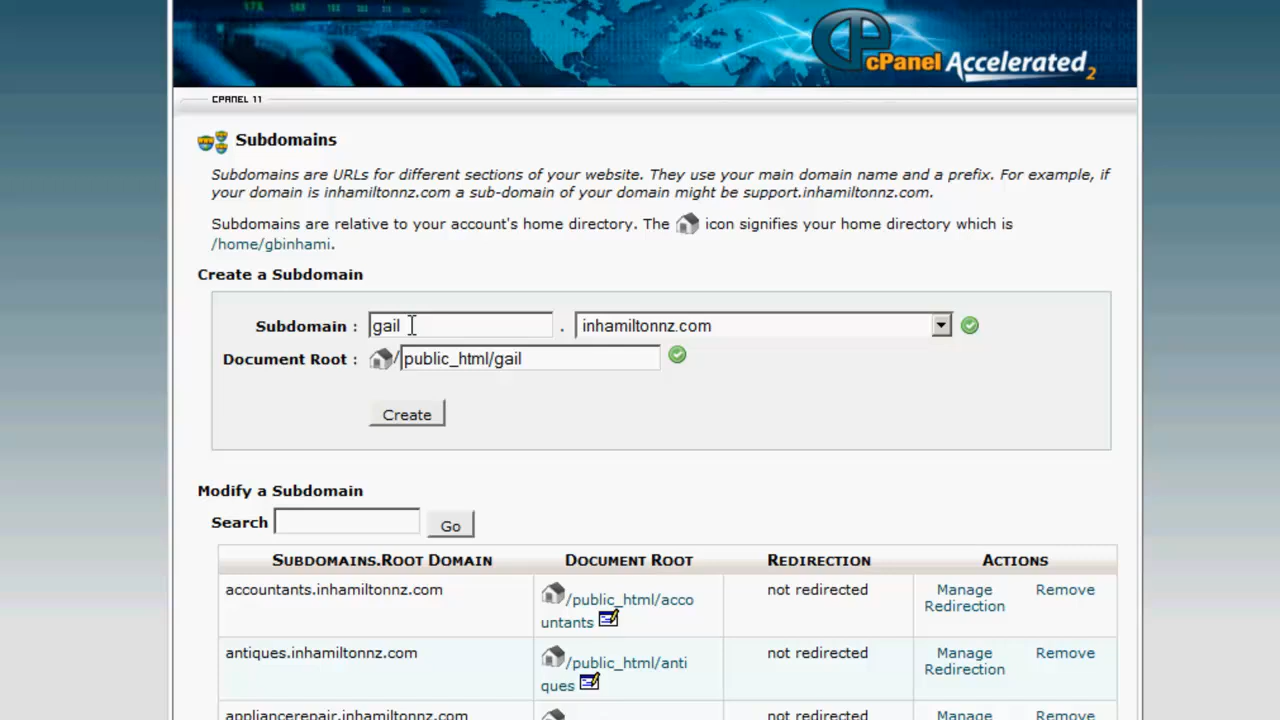 cPanel Accelerated 2
CPANEL 11
Subdomains
Subdomains are URLs for different sections of your website. They use your main domain name and a prefix. For example, if
your domain is inhamiltonnz.com a sub-domain of your domain might be support.inhamiltonnz.com.
Subdomains are relative to your account's home directory. The icon signifies your home directory which is
/home/gbinhami.
Create a Subdomain
Subdomain : gail . inhamiltonnz.com
Document Root : / public_html/gail
Create
Modify a Subdomain
Search Go
SUBDOMAINS.ROOT DOMAIN DOCUMENT ROOT REDIRECTION ACTIONS
accountants.inhamiltonnz.com /public_html/acco not redirected Manage Remove
untants Redirection
antiques.inhamiltonnz.com /public_html/anti not redirected Manage Remove
ques Redirection
appliancerepair.inhamiltonnz.com not redirected Manage Remove